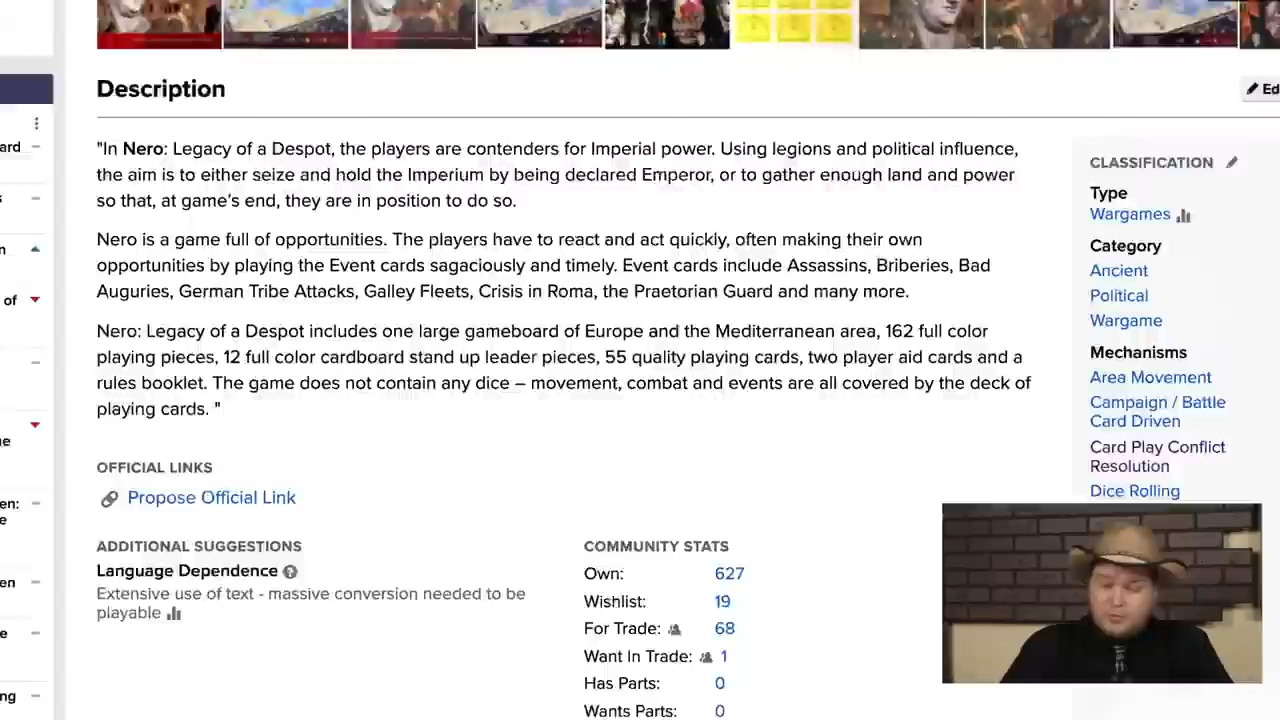 Description
Ed
"In Nero: Legacy of a Despot, the players are contenders for Imperial power. Using legions and political influence,
the aim is to either seize and hold the Imperium by being declared Emperor, or to gather enough land and power
so that, at game's end, they are in position to do so.
Nero is a game full of opportunities. The players have to react and act quickly, often making their own
opportunities by playing the Event cards sagaciously and timely. Event cards include Assassins, Briberies, Bad
Auguries, German Tribe Attacks, Galley Fleets, Crisis in Roma, the Praetorian Guard and many more.
Nero: Legacy of a Despot includes one large gameboard of Europe and the Mediterranean area, 162 full color
playing pieces, 12 full color cardboard stand up leader pieces, 55 quality playing cards, two player aid cards and a
rules booklet. The game does not contain any dice – movement, combat and events are all covered by the deck of
playing cards. "
OFFICIAL LINKS
Propose Official Link
ADDITIONAL SUGGESTIONS
Language Dependence
Extensive use of text - massive conversion needed to be
playable
COMMUNITY STATS
Own: 627
Wishlist: 19
For Trade: 68
Want In Trade: 1
Has Parts: 0
Wants Parts: 0
CLASSIFICATION
Type
Wargames
Category
Ancient
Political
Wargame
Mechanisms
Area Movement
Campaign / Battle
Card Driven
Card Play Conflict
Resolution
Dice Rolling
ard
s
n
of
ne
en:
e
en
e
ng